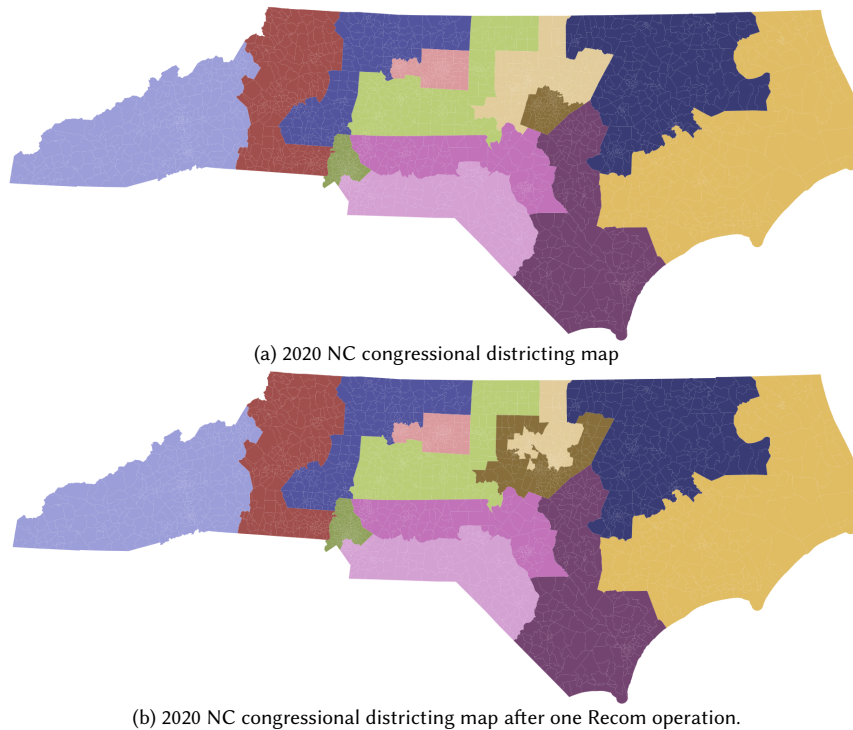 (a) 2020 NC congressional districting map
(b) 2020 NC congressional districting map after one Recom operation.